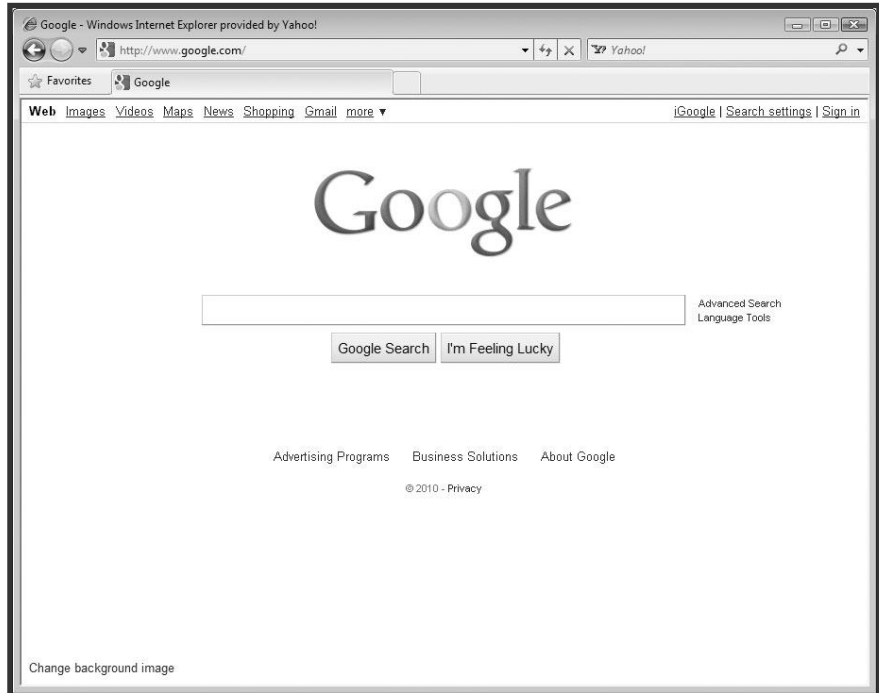 Google - Windows Internet Explorer provided by Yahoo!
http://www.google.com/ Yahoo!
Favorites Google
Web Images Videos Maps News Shopping Gmail more ▼ iGoogle | Search settings | Sign in
Google
Advanced Search
Language Tools
Google Search I'm Feeling Lucky
Advertising Programs Business Solutions About Google
© 2010 - Privacy
Change background image